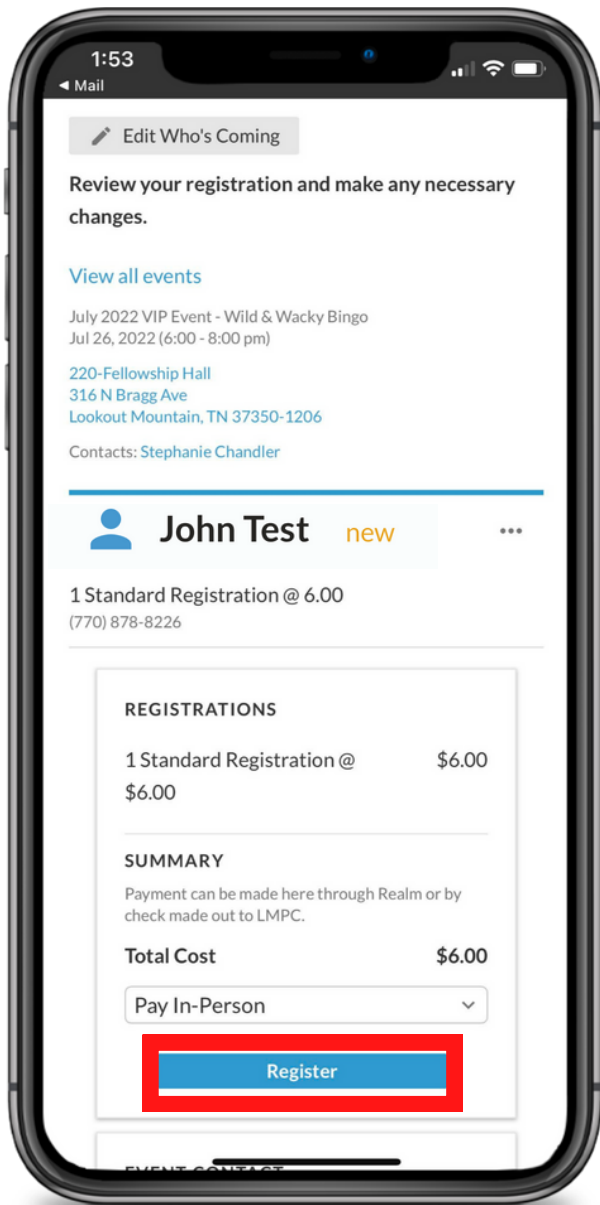 1:53
Mail
Edit Who's Coming
Review your registration and make any necessary
changes.
View all events
July 2022 VIP Event - Wild & Wacky Bingo
Jul 26, 2022 (6:00 - 8:00 pm)
220-Fellowship Hall
316 N Bragg Ave
Lookout Mountain, TN 37350-1206
Contacts: Stephanie Chandler
John Test new
1 Standard Registration @ 6.00
(770) 878-8226
REGISTRATIONS
1 Standard Registration @ $6.00
$6.00
SUMMARY
Payment can be made here through Realm or by
check made out to LMPC.
Total Cost $6.00
Pay In-Person
Register
EVENT CONTACT